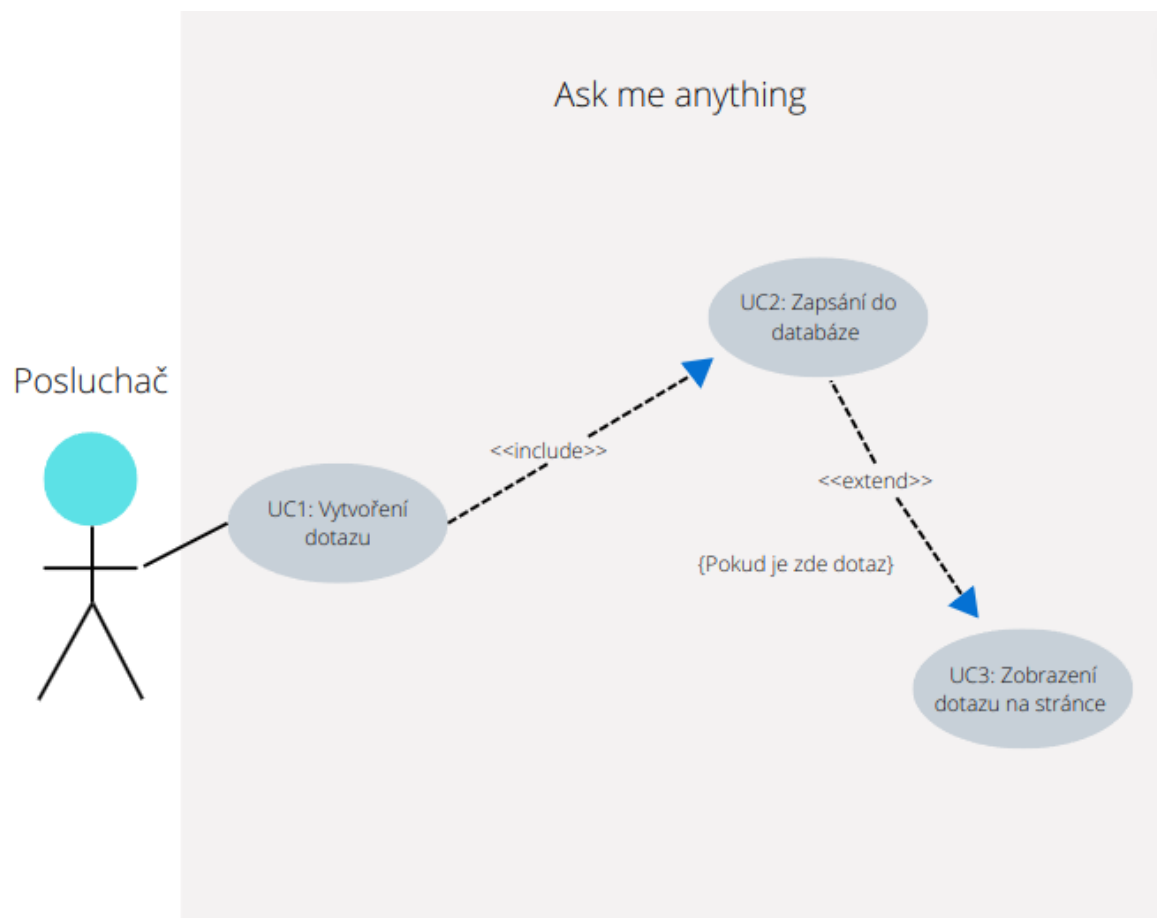 Ask me anything
UC2: Zapsání do
databáze
Posluchač
<<include>>
<<extend>>
UC1: Vytvoření
dotazu
{Pokud je zde dotaz}
UC3: Zobrazení
dotazu na stránce